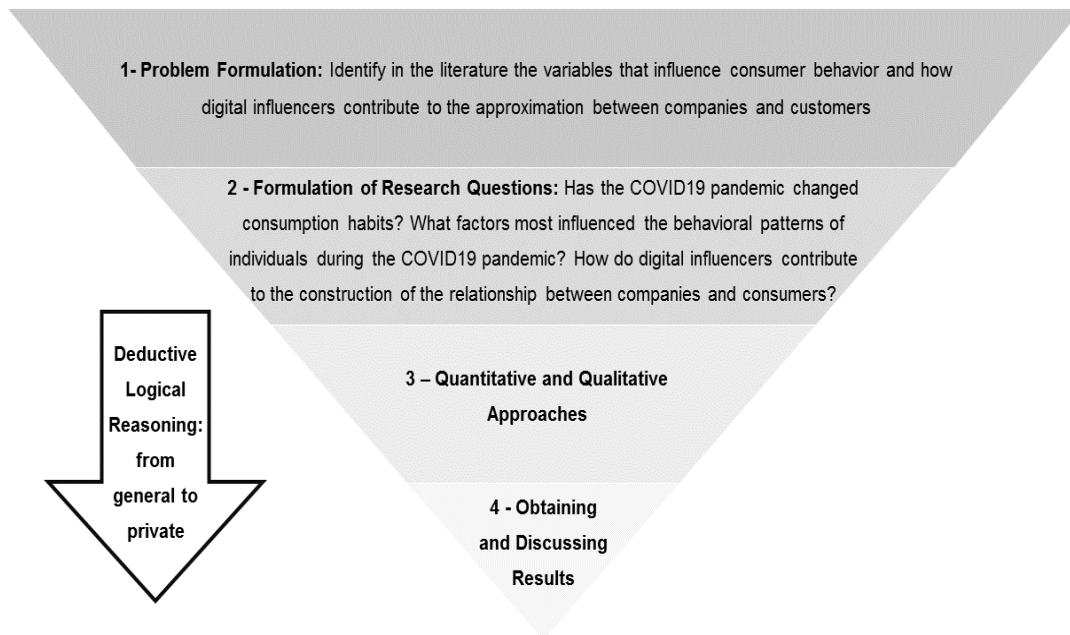 1- Problem Formulation: Identify in the literature the variables that influence consumer behavior and how
digital influencers contribute to the approximation between companies and customers
2 - Formulation of Research Questions: Has the COVID19 pandemic changed
consumption habits? What factors most influenced the behavioral patterns of
individuals during the COVID19 pandemic? How do digital influencers contribute
to the construction of the relationship between companies and consumers?
3 – Quantitative and Qualitative
Approaches
4 - Obtaining
and Discussing
Results
Deductive
Logical
Reasoning:
from
general to
private